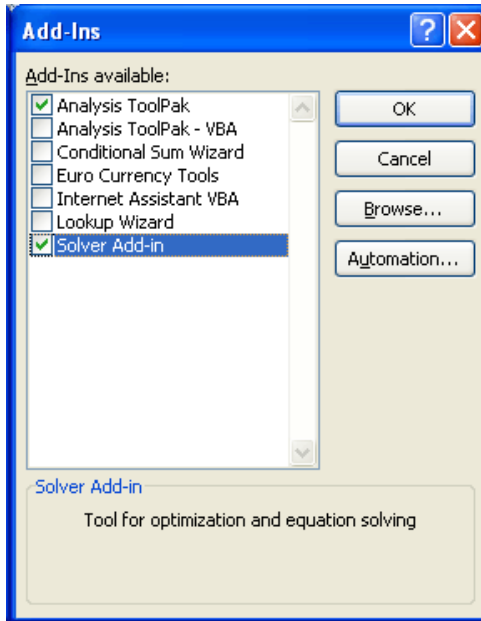 Add-Ins
?
Add-Ins available:
Analysis ToolPak
Analysis ToolPak - VBA
Conditional Sum Wizard
Euro Currency Tools
Internet Assistant VBA
Lookup Wizard
Solver Add-in
OK
Cancel
Browse...
Automation...
Solver Add-in
Tool for optimization and equation solving